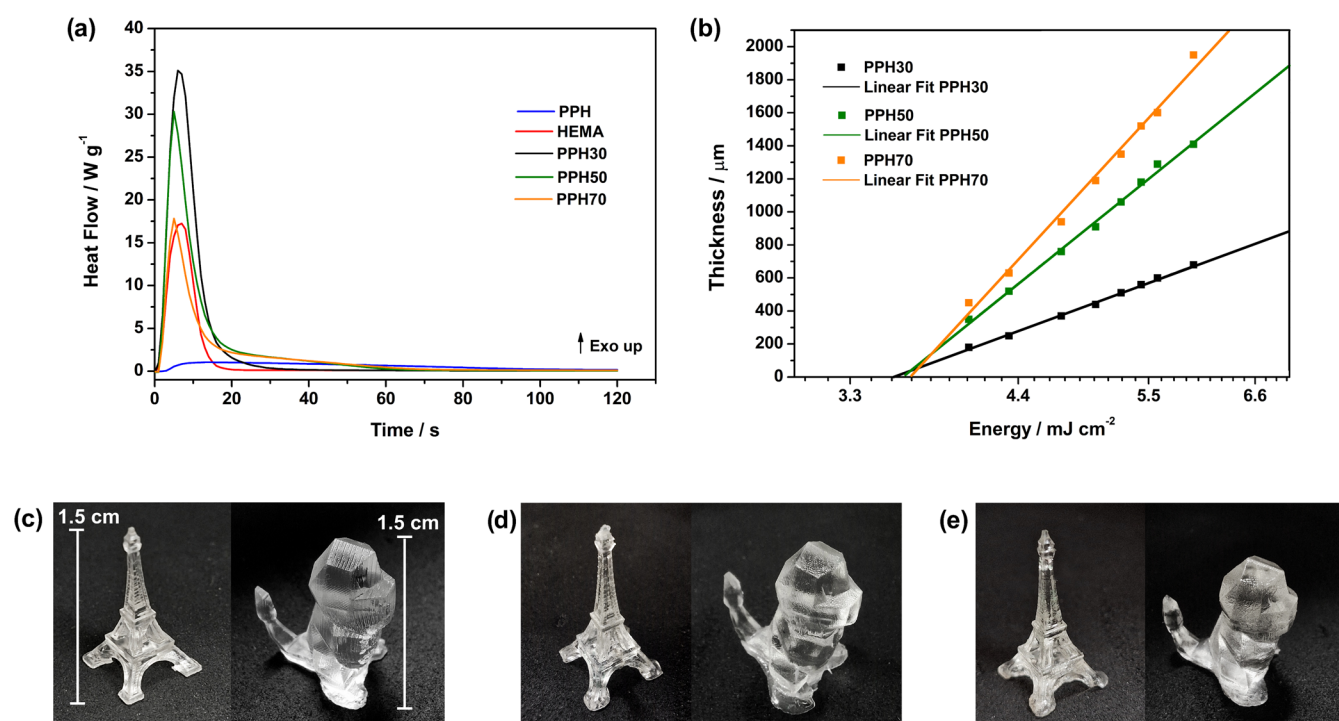 (a)
40
35
30
25
20
15
10
5
0
Heat Flow / W g⁻¹
PPH
HEMA
PPH30
PPH50
PPH70
Exo up
0 20 40 60 80 100 120
Time / s
(b)
2000
1800
1600
1400
1200
1000
800
600
400
200
0
Thickness / µm
PPH30
Linear Fit PPH30
PPH50
Linear Fit PPH50
PPH70
Linear Fit PPH70
3.3 4.4 5.5 6.6
Energy / mJ cm⁻²
(c)
1.5 cm
1.5 cm
(d)
(e)